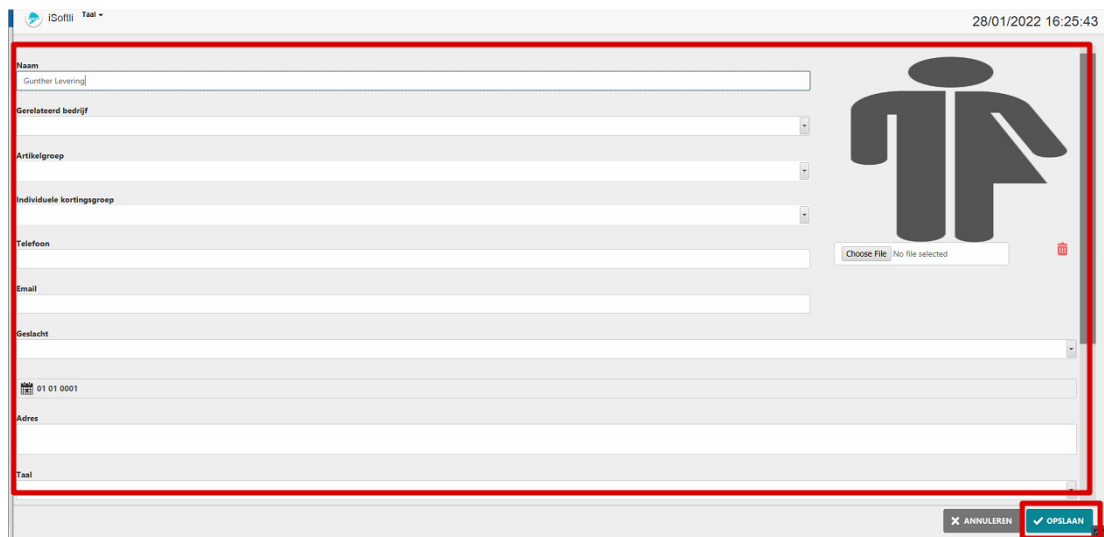 iSoftli Taal
28/01/2022 16:25:43
Naam
Gunther Levering
Gerelateerd bedrijf
Artikelgroep
Individuele kortingsgroep
Telefoon
Choose File No file selected
Email
Geslacht
01 01 0001
Adres
Taal
ANNULEREN OPSLAAN